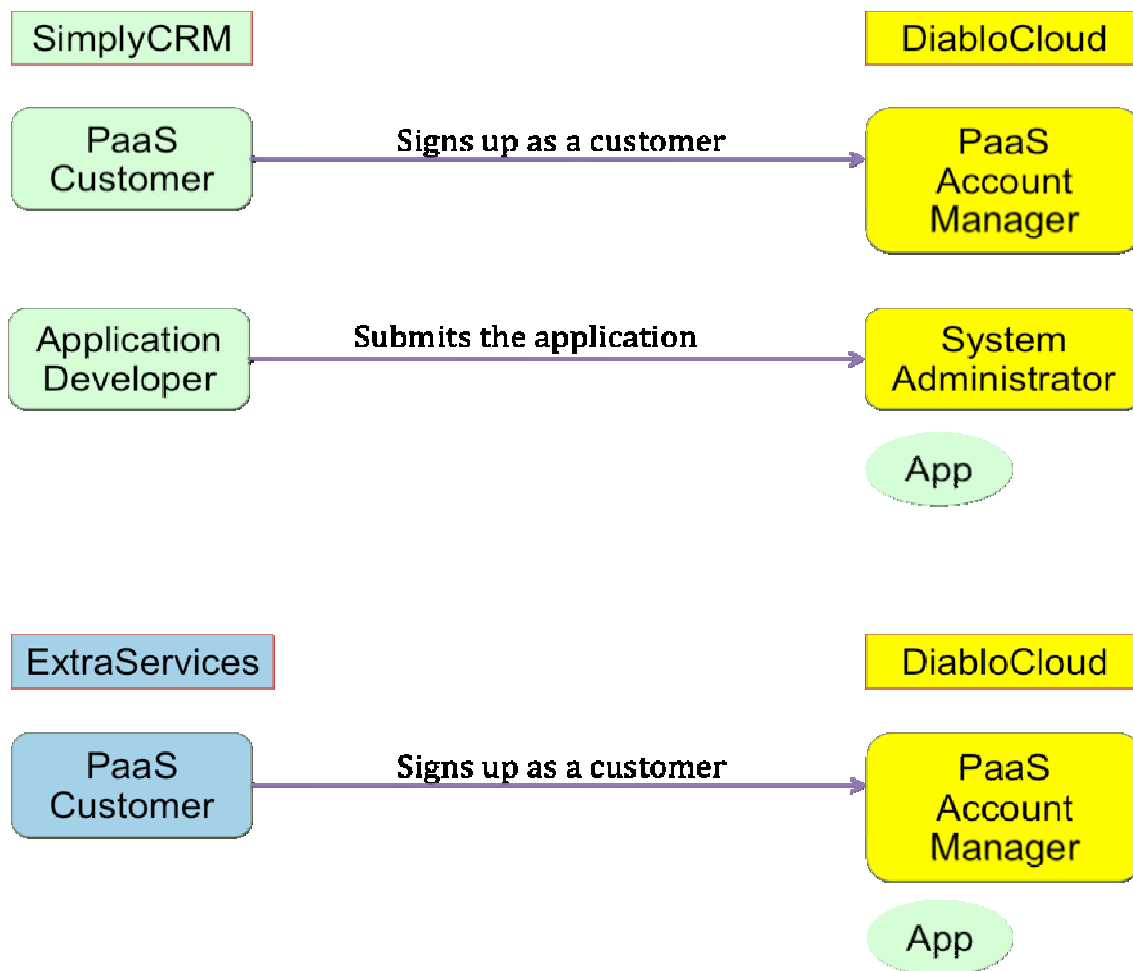 SimplyCRM
DiabloCloud
PaaS
Customer
Signs up as a customer
PaaS
Account
Manager
Application
Developer
Submits the application
System
Administrator
App
ExtraServices
DiabloCloud
PaaS
Customer
Signs up as a customer
PaaS
Account
Manager
App